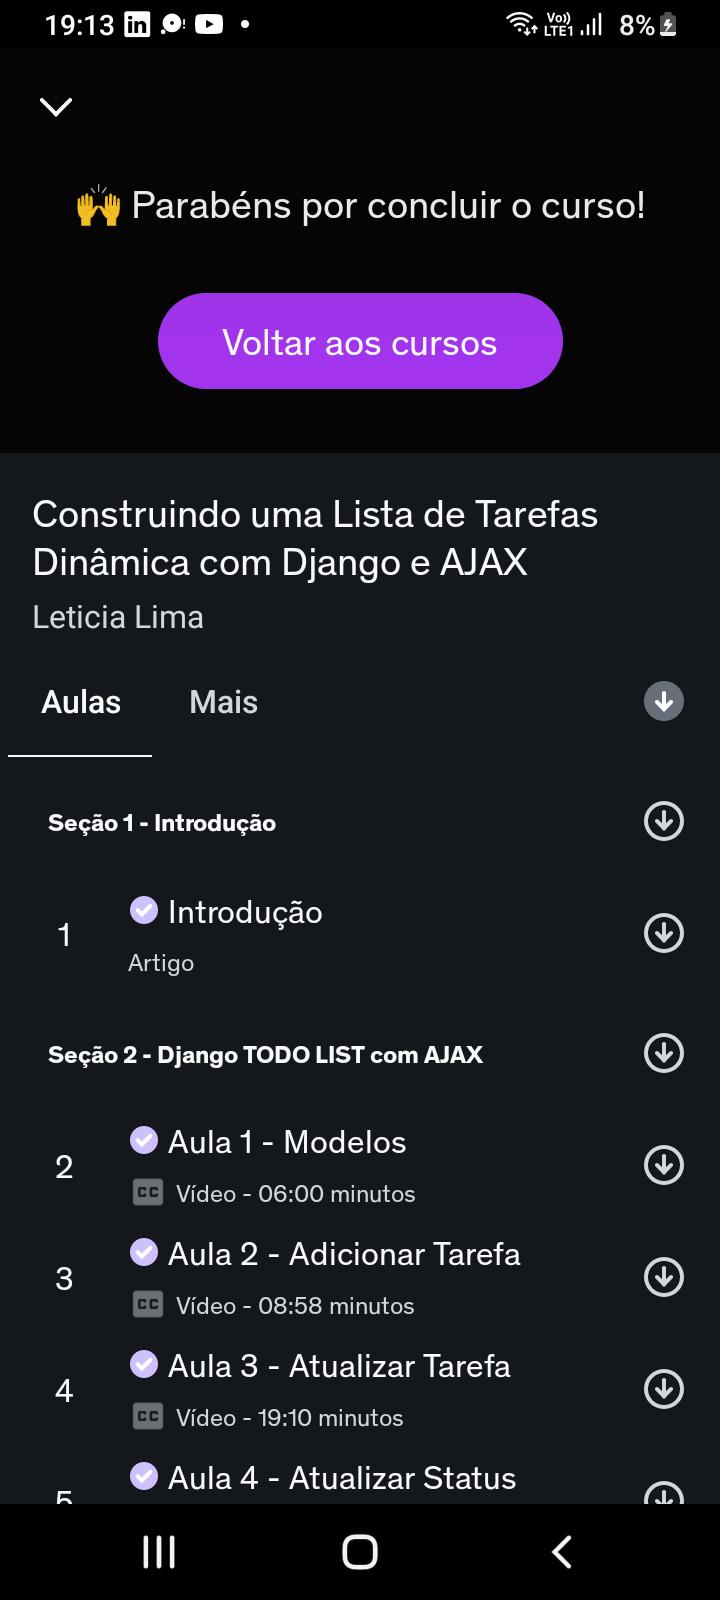 19:13
Vo))
LTE1
8%
🙌 Parabéns por concluir o curso!
Voltar aos cursos
Construindo uma Lista de Tarefas
Dinâmica com Django e AJAX
Leticia Lima
Aulas Mais
Seção 1 - Introdução
1 Introdução
Artigo
Seção 2 - Django TODO LIST com AJAX
2 Aula 1 - Modelos
CC Vídeo - 06:00 minutos
3 Aula 2 - Adicionar Tarefa
CC Vídeo - 08:58 minutos
4 Aula 3 - Atualizar Tarefa
CC Vídeo - 19:10 minutos
5 Aula 4 - Atualizar Status